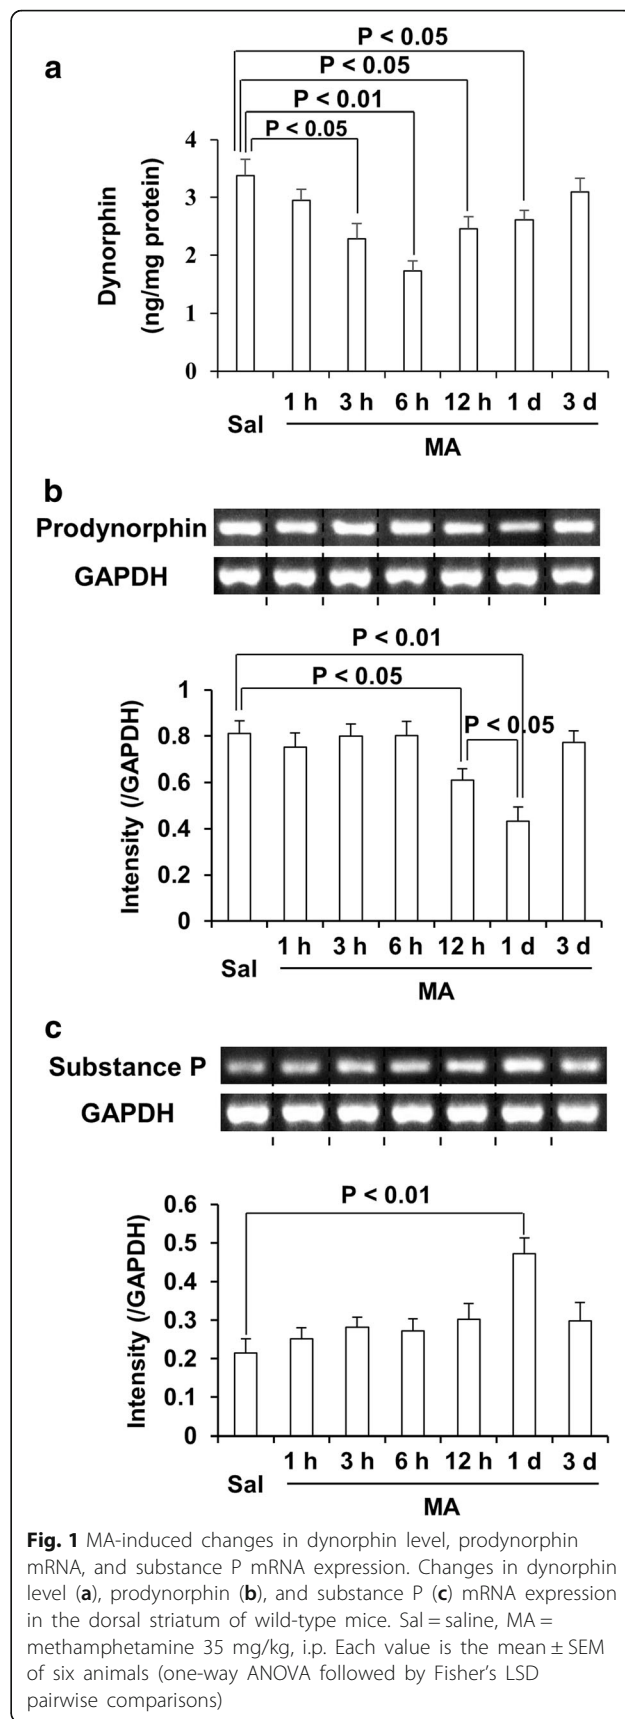 a
P < 0.05
P < 0.05
P < 0.01
P < 0.05
Dynorphin
(ng/mg protein)
4
3
2
1
0
1 h 3 h 6 h 12 h 1 d 3 d
Sal
MA
b
Prodynorphin
GAPDH
P < 0.01
P < 0.05
P < 0.05
Intensity (/GAPDH)
1
0.8
0.6
0.4
0.2
0
1 h 3 h 6 h 12 h 1 d 3 d
Sal
MA
c
Substance P
GAPDH
P < 0.01
Intensity (/GAPDH)
0.6
0.5
0.4
0.3
0.2
0.1
0
1 h 3 h 6 h 12 h 1 d 3 d
Sal
MA
Fig. 1 MA-induced changes in dynorphin level, prodynorphin
mRNA, and substance P mRNA expression. Changes in dynorphin
level (a), prodynorphin (b), and substance P (c) mRNA expression
in the dorsal striatum of wild-type mice. Sal = saline, MA =
methamphetamine 35 mg/kg, i.p. Each value is the mean ± SEM
of six animals (one-way ANOVA followed by Fisher's LSD
pairwise comparisons)